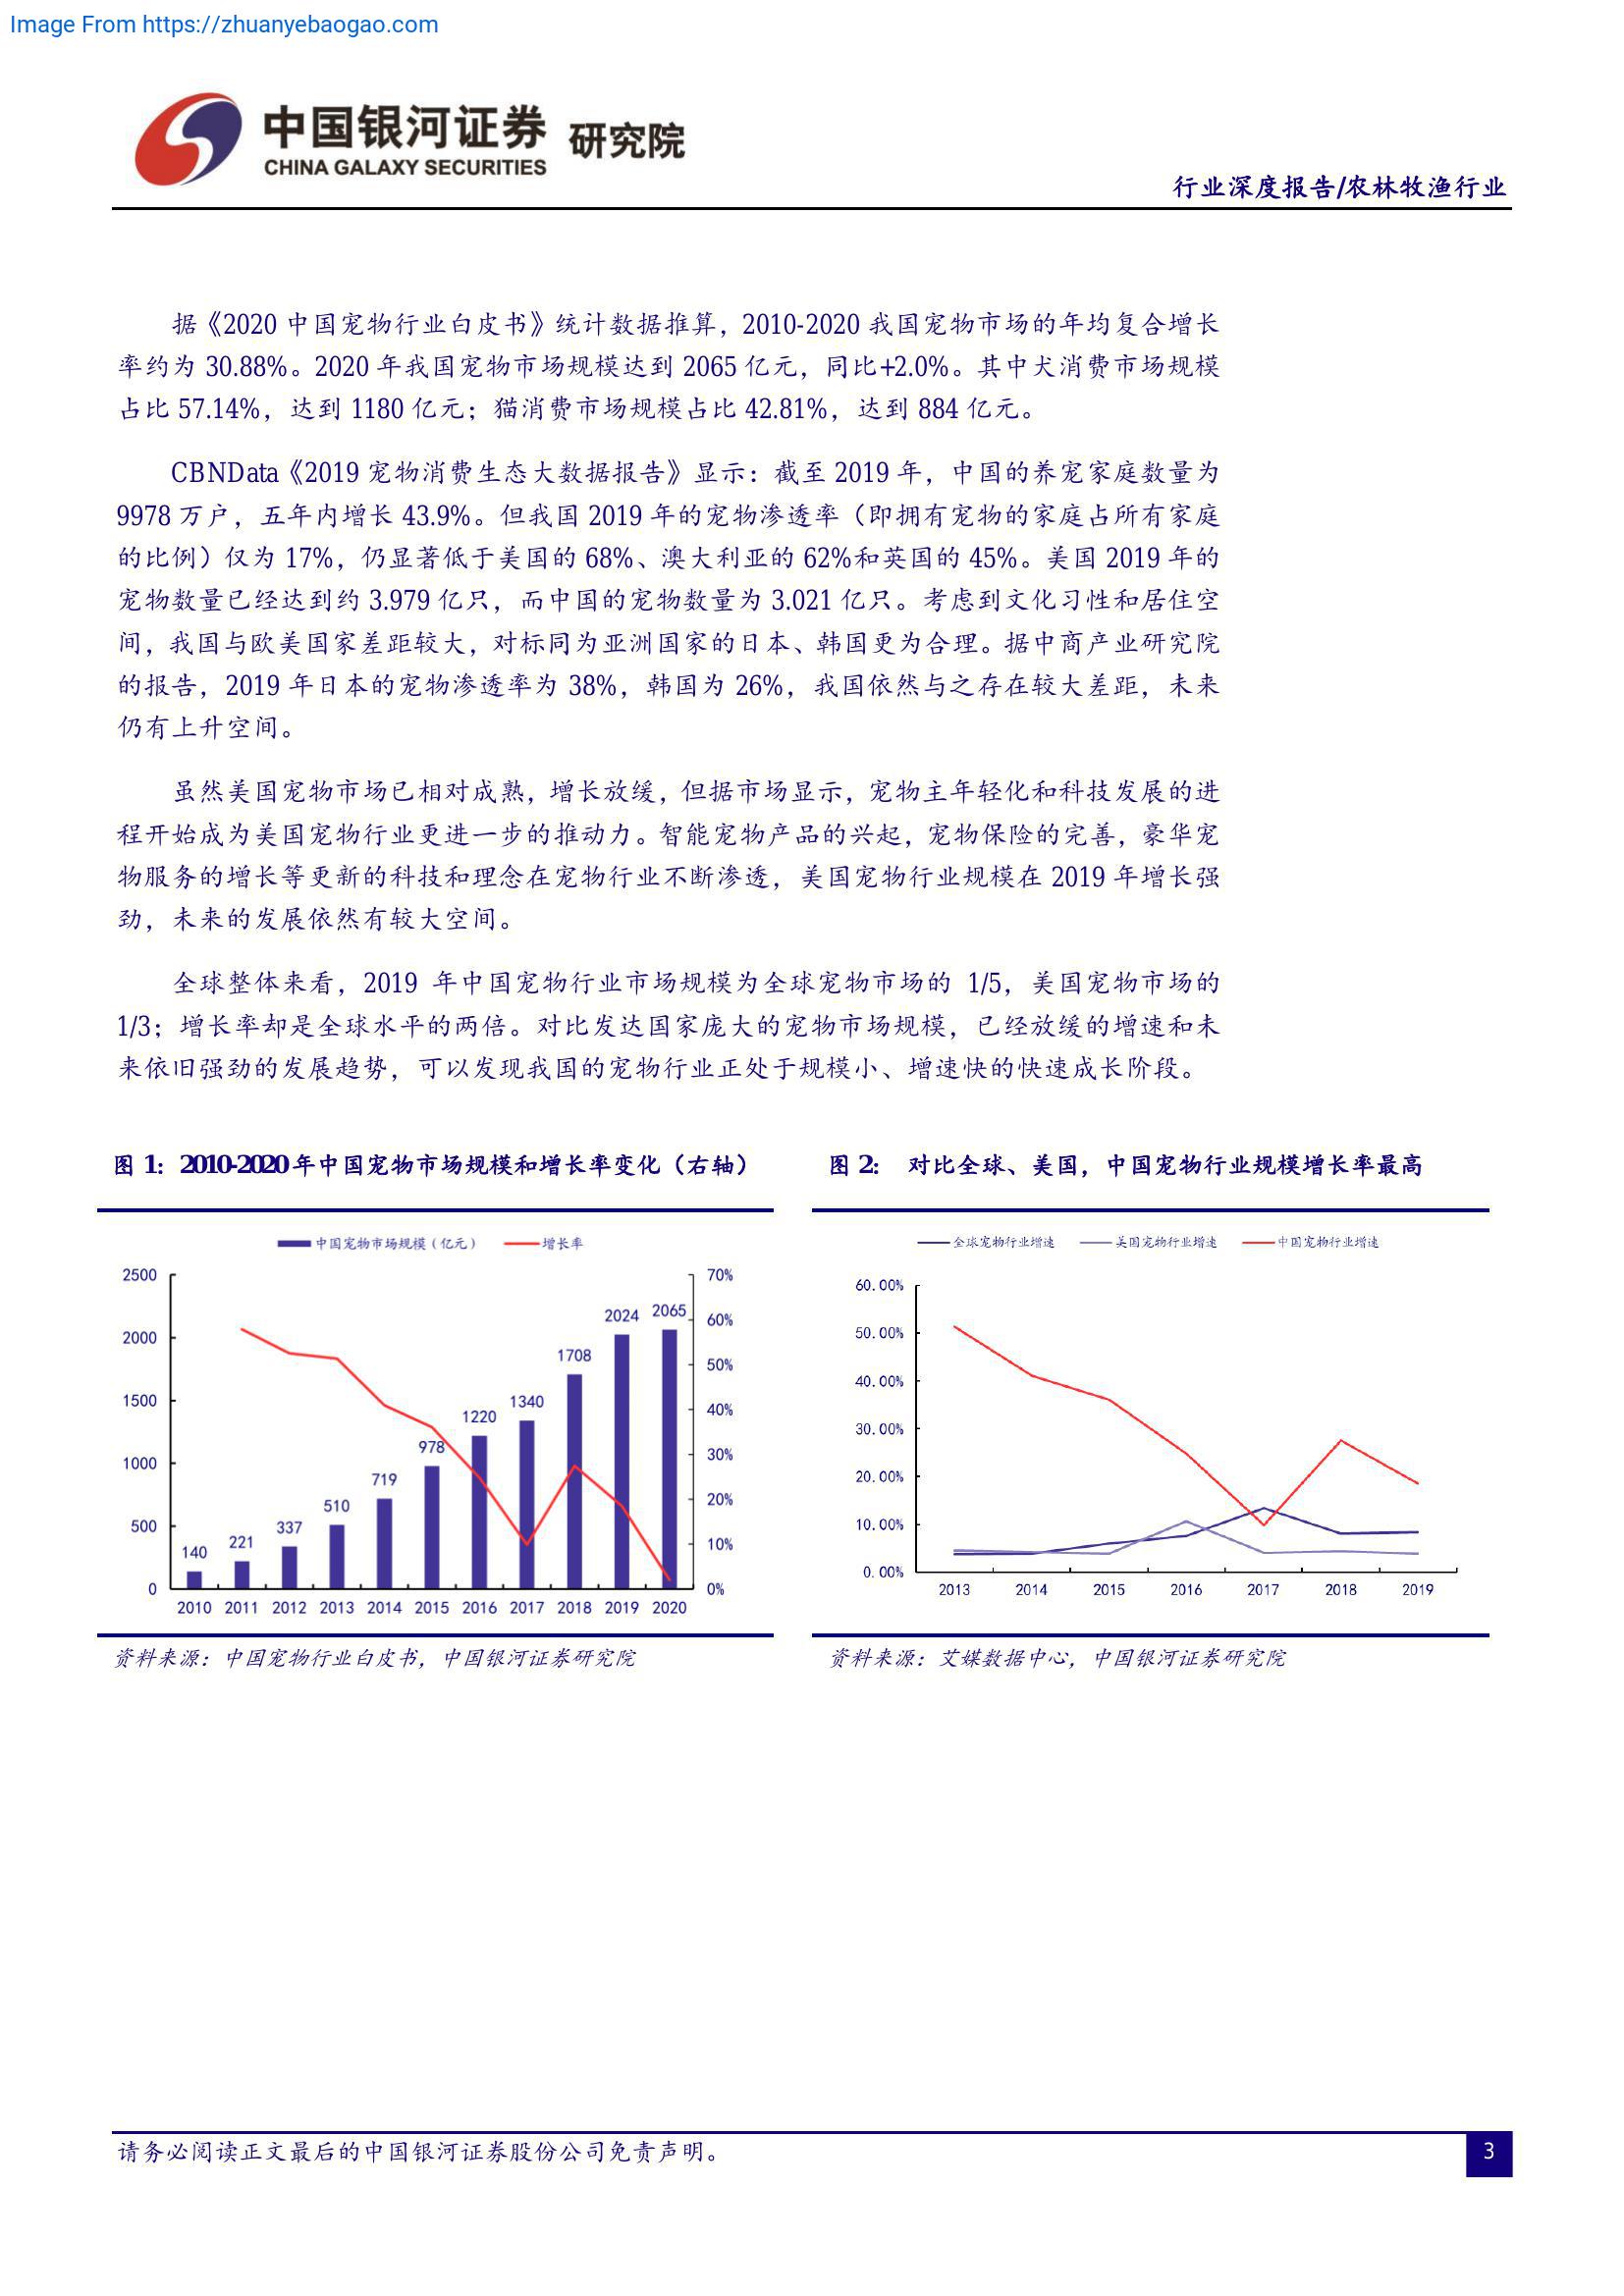 Image From https://zhuanyebaogao.com
中国银河证券 研究院
CHINA GALAXY SECURITIES
行业深度报告/农林牧渔行业
据《2020 中国宠物行业白皮书》统计数据推算，2010-2020 我国宠物市场的年均复合增长
率约为 30.88%。2020 年我国宠物市场规模达到 2065 亿元，同比+2.0%。其中犬消费市场规模
占比 57.14%，达到 1180 亿元；猫消费市场规模占比 42.81%，达到 884 亿元。
CBNData《2019 宠物消费生态大数据报告》显示：截至 2019 年，中国的养宠家庭数量为
9978 万户，五年内增长 43.9%。但我国 2019 年的宠物渗透率（即拥有宠物的家庭占所有家庭
的比例）仅为 17%，仍显著低于美国的 68%、澳大利亚的 62%和英国的 45%。美国 2019 年的
宠物数量已经达到约 3.979 亿只，而中国的宠物数量为 3.021 亿只。考虑到文化习性和居住空
间，我国与欧美国家差距较大，对标同为亚洲国家的日本、韩国更为合理。据中商产业研究院
的报告，2019 年日本的宠物渗透率为 38%，韩国为 26%，我国依然与之存在较大差距，未来
仍有上升空间。
虽然美国宠物市场已相对成熟，增长放缓，但据市场显示，宠物主年轻化和科技发展的进
程开始成为美国宠物行业更进一步的推动力。智能宠物产品的兴起，宠物保险的完善，豪华宠
物服务的增长等更新的科技和理念在宠物行业不断渗透，美国宠物行业规模在 2019 年增长强
劲，未来的发展依然有较大空间。
全球整体来看，2019 年中国宠物行业市场规模为全球宠物市场的 1/5，美国宠物市场的
1/3；增长率却是全球水平的两倍。对比发达国家庞大的宠物市场规模，已经放缓的增速和未
来依旧强劲的发展趋势，可以发现我国的宠物行业正处于规模小、增速快的快速成长阶段。
图 1：2010-2020 年中国宠物市场规模和增长率变化（右轴）
中国宠物市场规模（亿元） 增长率
2500
2000
1500
1000
500
0
70%
60%
50%
40%
30%
20%
10%
0%
140 221 337 510 719 978 1220 1340 1708 2024 2065
2010 2011 2012 2013 2014 2015 2016 2017 2018 2019 2020
资料来源：中国宠物行业白皮书，中国银河证券研究院
图 2： 对比全球、美国，中国宠物行业规模增长率最高
全球宠物行业增速 美国宠物行业增速 中国宠物行业增速
60.00%
50.00%
40.00%
30.00%
20.00%
10.00%
0.00%
2013 2014 2015 2016 2017 2018 2019
资料来源：艾媒数据中心，中国银河证券研究院
请务必阅读正文最后的中国银河证券股份公司免责声明。
3